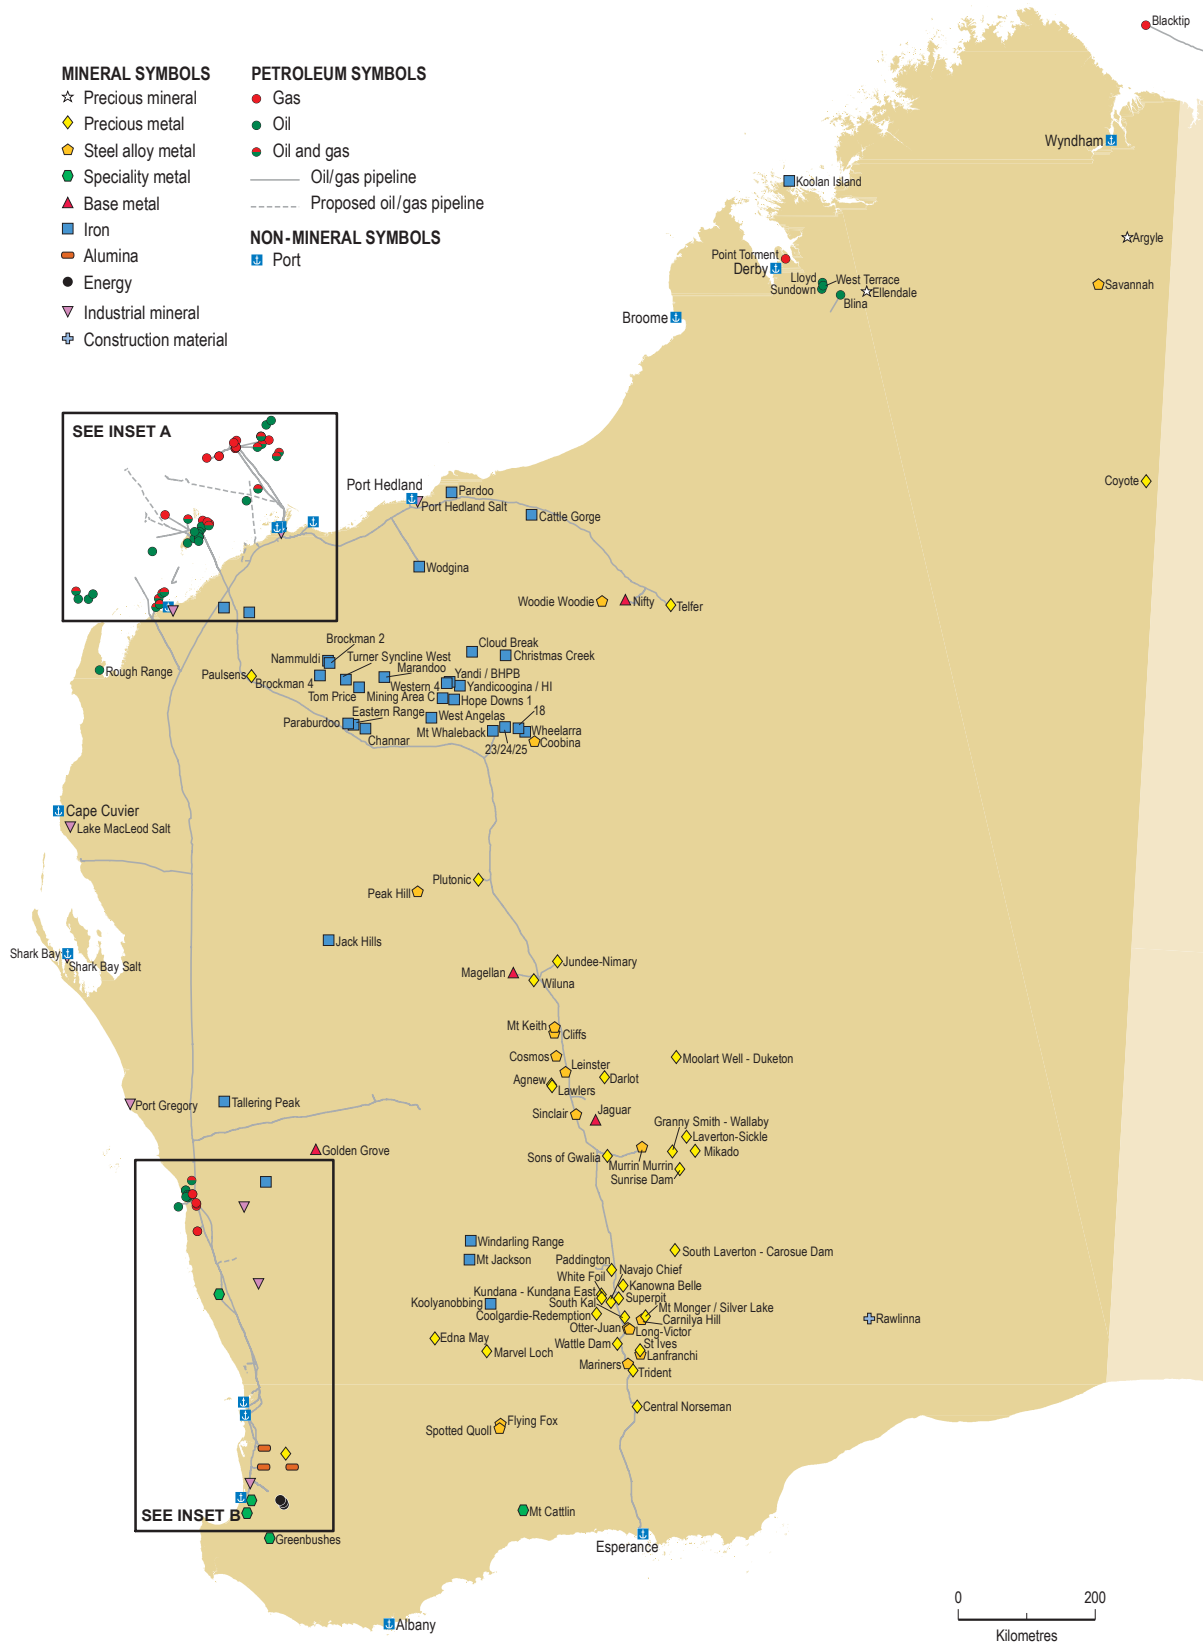 Blacktip
MINERAL SYMBOLS
PETROLEUM SYMBOLS
Precious mineral
Gas
Precious metal
Oil
Steel alloy metal
Oil and gas
Speciality metal
Oil/gas pipeline
Base metal
Proposed oil/gas pipeline
Iron
NON-MINERAL SYMBOLS
Alumina
Port
Energy
Industrial mineral
Construction material
Wyndham
Koolan Island
Argyle
Point Torment
Derby
Lloyd
West Terrace
Sundown
Ellendale
Blina
Savannah
Broome
SEE INSET A
Coyote
Port Hedland
Pardoo
Port Hedland Salt
Cattle Gorge
Wodgina
Woodie Woodie
Nifty
Telfer
Brockman 2
Cloud Break
Nammuldi
Turner Syncline West
Christmas Creek
Rough Range
Paulsens
Marandoo
Yandi / BHPB
Brockman 4
Western 4
Yandicoogina / HI
Tom Price
Mining Area C
Hope Downs 1
Eastern Range
West Angelas
18
Paraburdoo
Mt Whaleback
Wheelarra
Channar
23/24/25
Coobina
Cape Cuvier
Lake MacLeod Salt
Plutonic
Peak Hill
Jack Hills
Shark Bay
Shark Bay Salt
Jundee-Nimary
Magellan
Wiluna
Mt Keith
Cliffs
Cosmos
Leinster
Moolart Well - Duketon
Agnew
Lawlers
Darlot
Port Gregory
Tallering Peak
Sinclair
Jaguar
Granny Smith - Wallaby
Laverton-Sickle
Golden Grove
Sons of Gwalia
Mikado
Murrin Murrin
Sunrise Dam
Windarling Range
South Laverton - Carosue Dam
Mt Jackson
Paddington
Navajo Chief
White Foil
Kanowna Belle
Kundana - Kundana East
Superpit
Koolyanobbing
South Kal
Mt Monger / Silver Lake
Coolgardie-Redemption
Carnilya Hill
Rawlinna
Otter-Juan
Long-Victor
Edna May
Wattle Dam
St Ives
Marvel Loch
Lanfranchi
Mariners
Trident
Central Norseman
Flying Fox
Spotted Quoll
SEE INSET B
Mt Cattlin
Greenbushes
Esperance
Albany
0
200
Kilometres